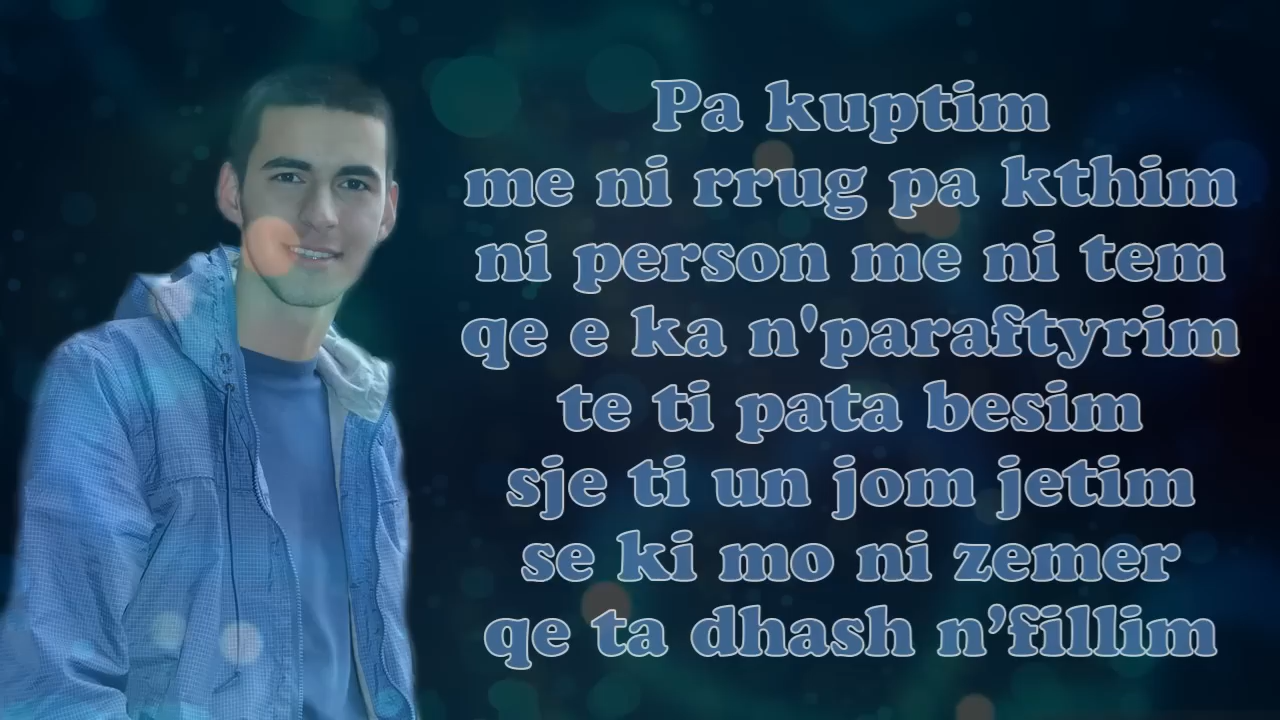 Pa kuptim
me ni rrug pa kthim
ni person me ni tem
qe e ka n'paraftyrim
te ti pata besim
sje ti un jom jetim
se ki mo ni zemer
qe ta dhash n’fillim